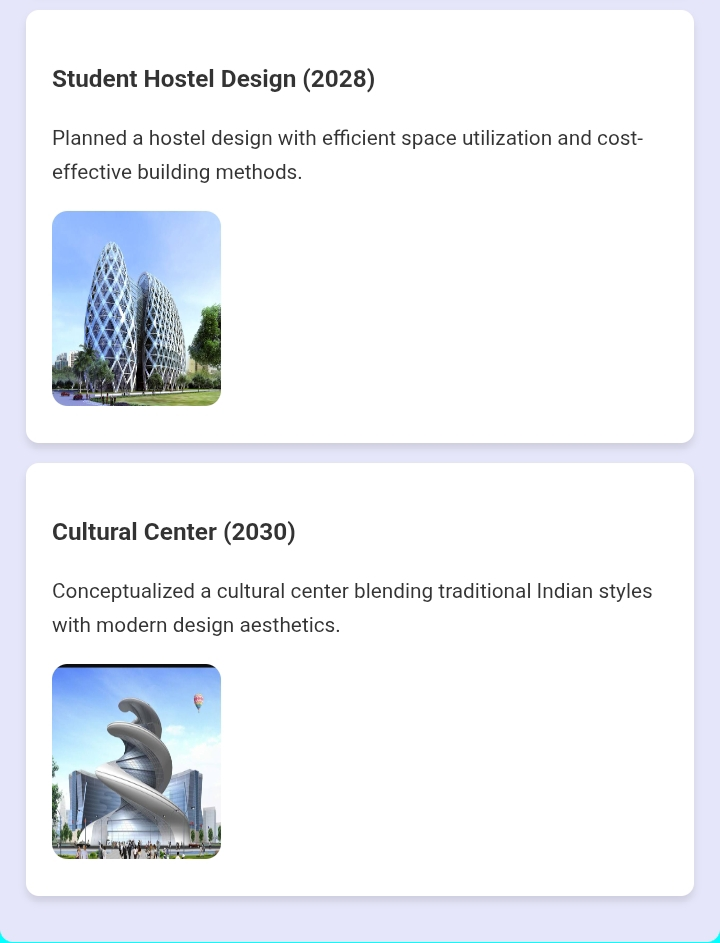 Student Hostel Design (2028)
Planned a hostel design with efficient space utilization and cost-
effective building methods.
Cultural Center (2030)
Conceptualized a cultural center blending traditional Indian styles
with modern design aesthetics.